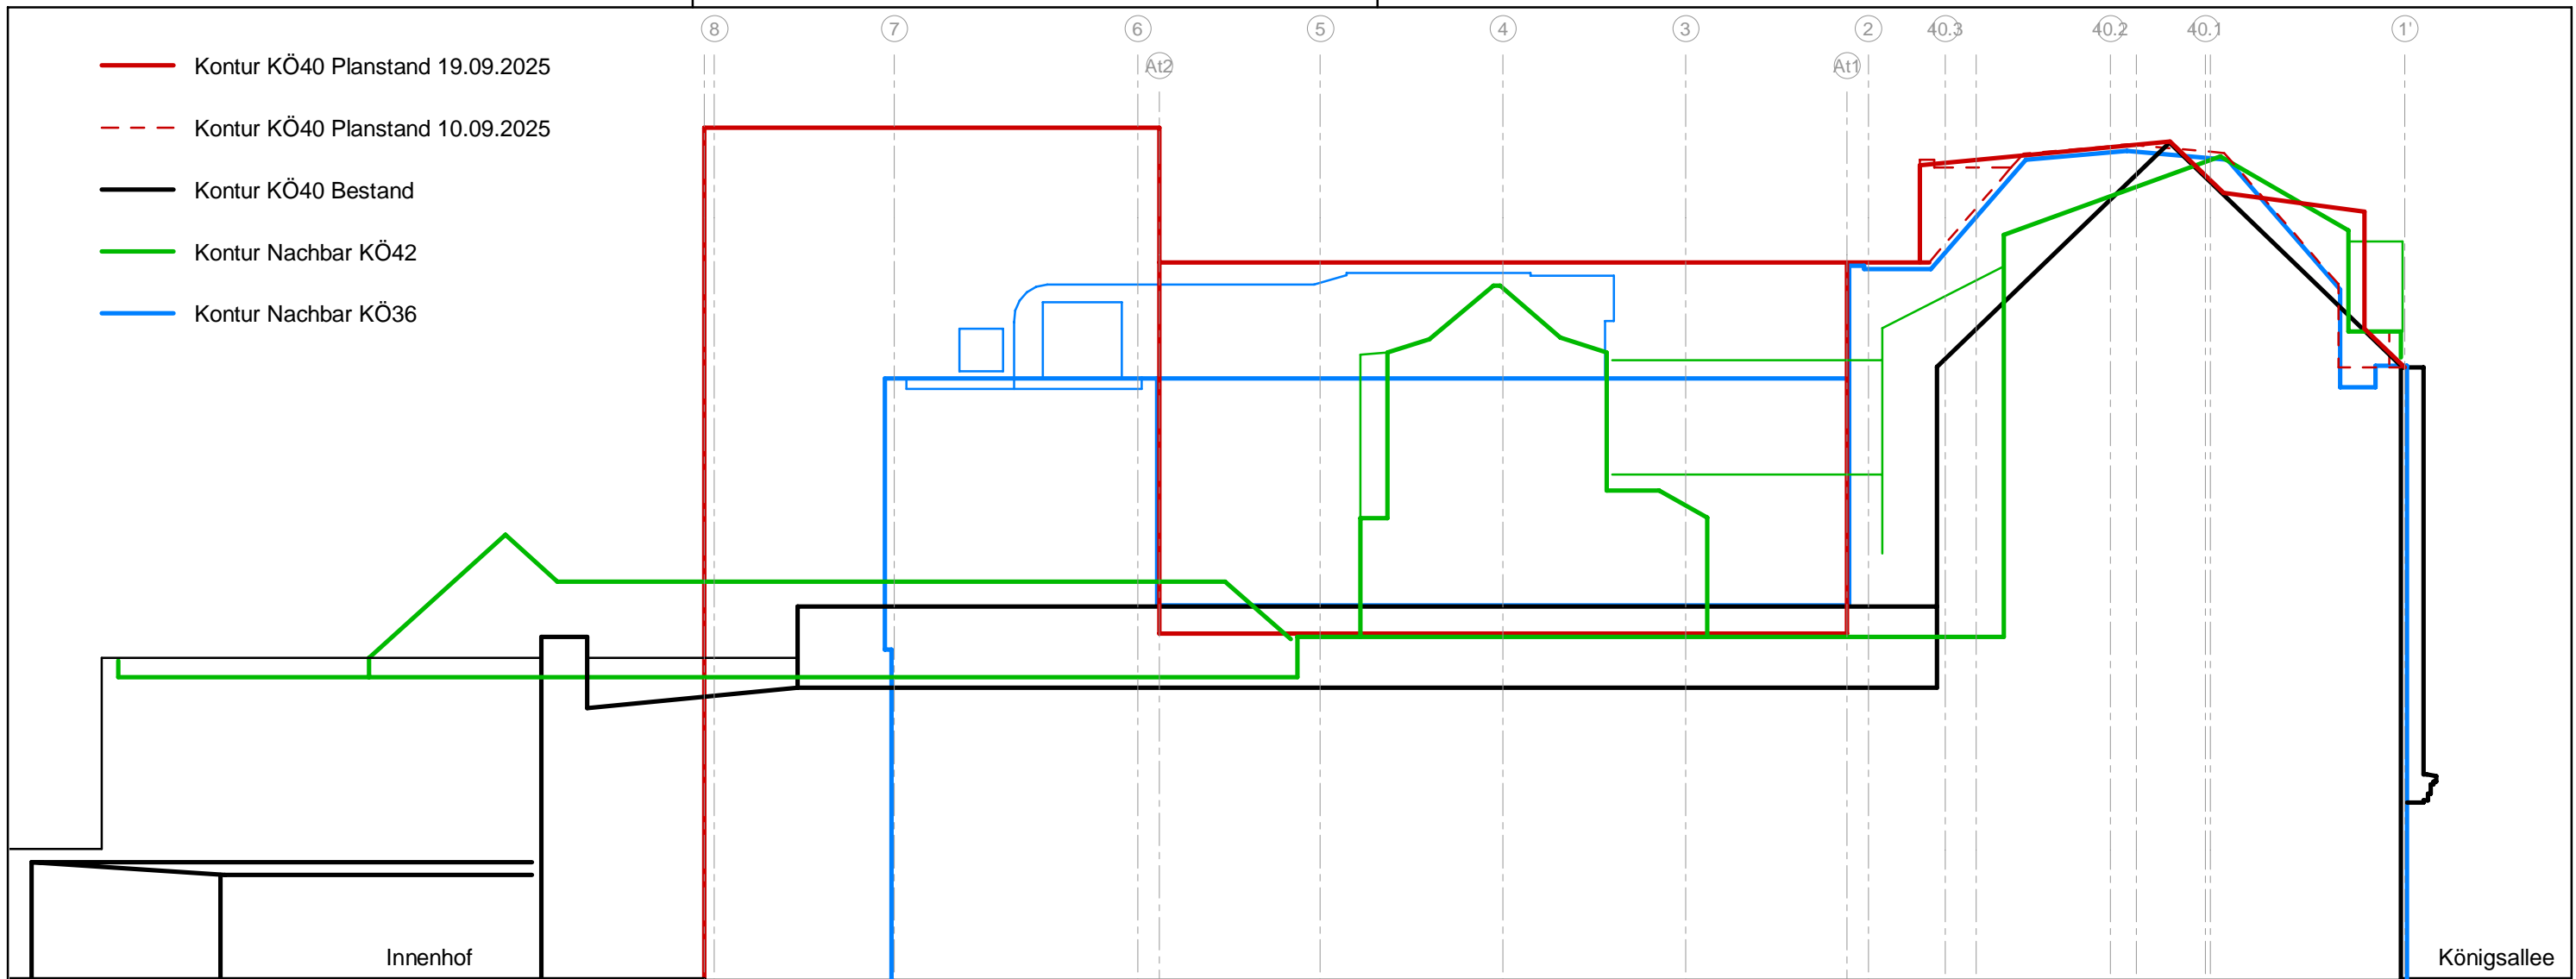 8 7 6 5 4 3 2 40.3 40.2 40.1 1'
At2 At1
Kontur KÖ40 Planstand 19.09.2025
Kontur KÖ40 Planstand 10.09.2025
Kontur KÖ40 Bestand
Kontur Nachbar KÖ42
Kontur Nachbar KÖ36
Innenhof Königsallee